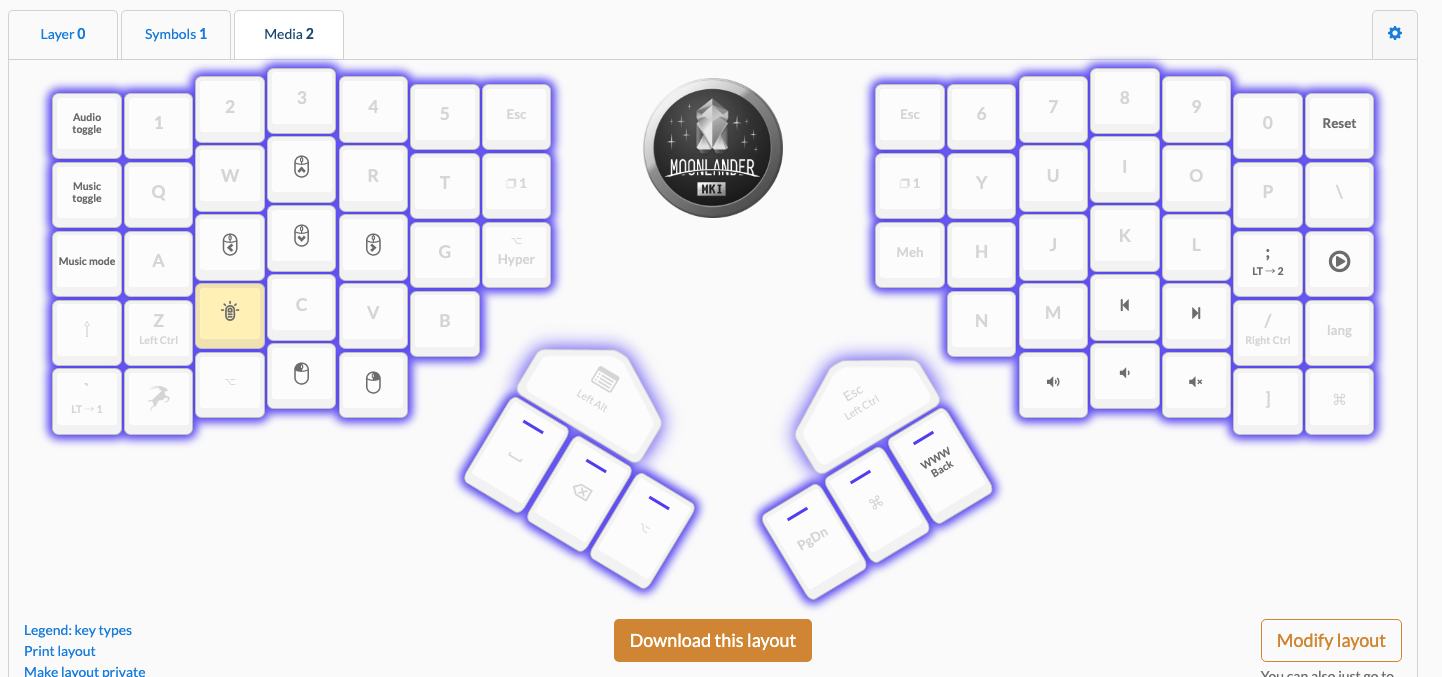 Layer 0
Symbols 1
Media 2
Audio
toggle
1
2
3
4
5
Esc
Esc
6
7
8
9
0
Reset
Music
toggle
Q
W
R
T
1
1
Y
U
I
O
P
\
Music mode
A
G
⌥
Hyper
Meh
H
J
K
L
;
LT → 2
Z
Left Ctrl
C
V
B
N
M
/
Right Ctrl
lang
`
LT → 1
⌥
]
⌘
MOONLANDER
MKI
Left Alt
⌥
Esc
Left Ctrl
PgDn
⌘
WWW
Back
Legend: key types
Print layout
Make layout private
Download this layout
Modify layout
You can also just go to